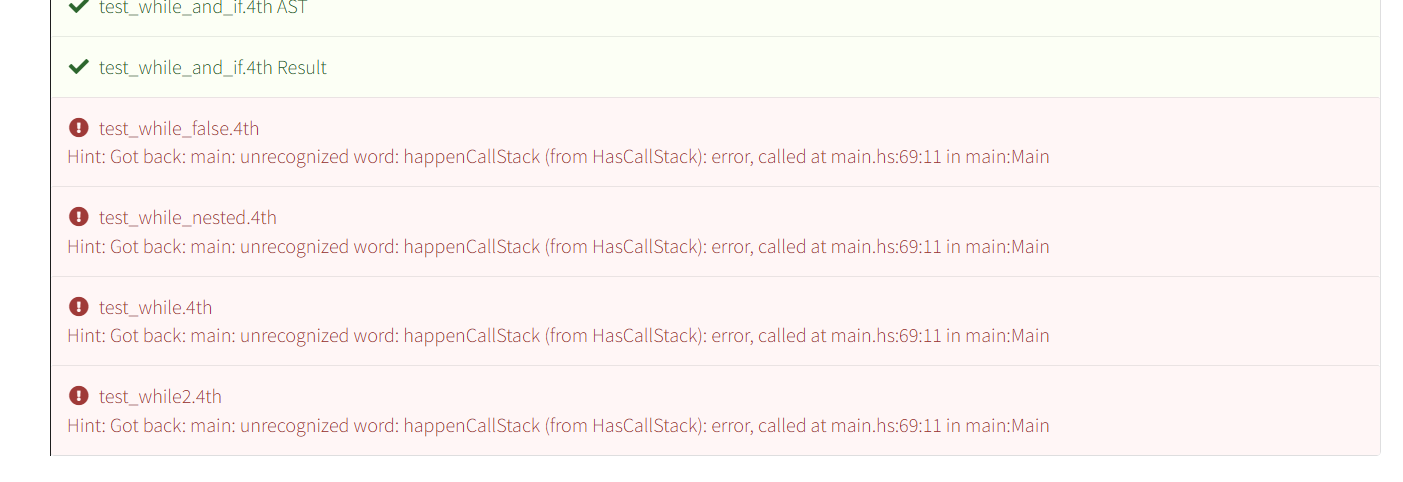 test_while_and_if.4th AST
test_while_and_if.4th Result
test_while_false.4th
Hint: Got back: main: unrecognized word: happenCallStack (from HasCallStack): error, called at main.hs:69:11 in main:Main
test_while_nested.4th
Hint: Got back: main: unrecognized word: happenCallStack (from HasCallStack): error, called at main.hs:69:11 in main:Main
test_while.4th
Hint: Got back: main: unrecognized word: happenCallStack (from HasCallStack): error, called at main.hs:69:11 in main:Main
test_while2.4th
Hint: Got back: main: unrecognized word: happenCallStack (from HasCallStack): error, called at main.hs:69:11 in main:Main